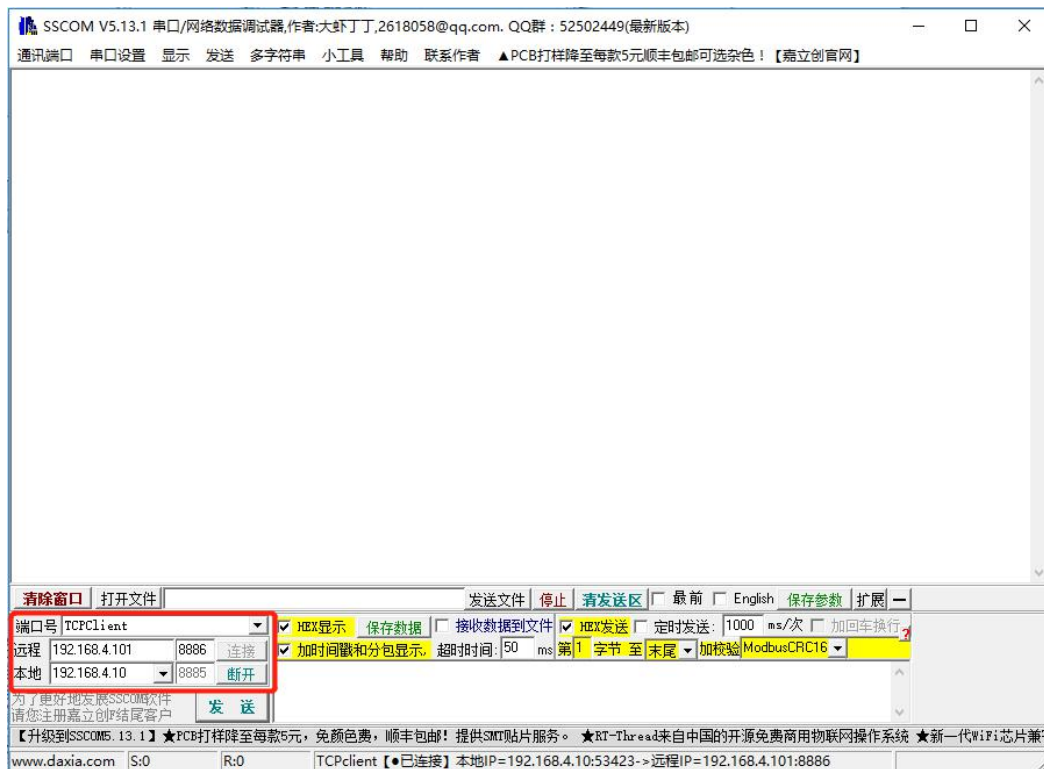 SSCOM V5.13.1 串口/网络数据调试器,作者:大虾丁丁,2618058@qq.com. QQ群：52502449(最新版本)
通讯端口 串口设置 显示 发送 多字符串 小工具 帮助 联系作者 ▲PCB打样降至每款5元顺丰包邮可选杂色！【嘉立创官网】
清除窗口 打开文件 发送文件 停止 清发送区 最前 English 保存参数 扩展 —
端口号 TCPClient HEX显示 保存数据 接收数据到文件 HEX发送 定时发送: 1000 ms/次 加回车换行 ?
远程 192.168.4.101 8886 连接 加时间戳和分包显示, 超时时间: 50 ms 第 1 字节 至 末尾 加校验 ModbusCRC16
本地 192.168.4.10 8885 断开
为了更好地发展SSCOM软件
请您注册嘉立创F结尾客户
发 送
【升级到SSCOM5.13.1】★PCB打样降至每款5元，免颜色费，顺丰包邮！提供SMT贴片服务。 ★RT-Thread来自中国的开源免费商用物联网操作系统 ★新一代WiFi芯片兼
www.daxia.com S:0 R:0 TCPclient【●已连接】本地IP=192.168.4.10:53423->远程IP=192.168.4.101:8886